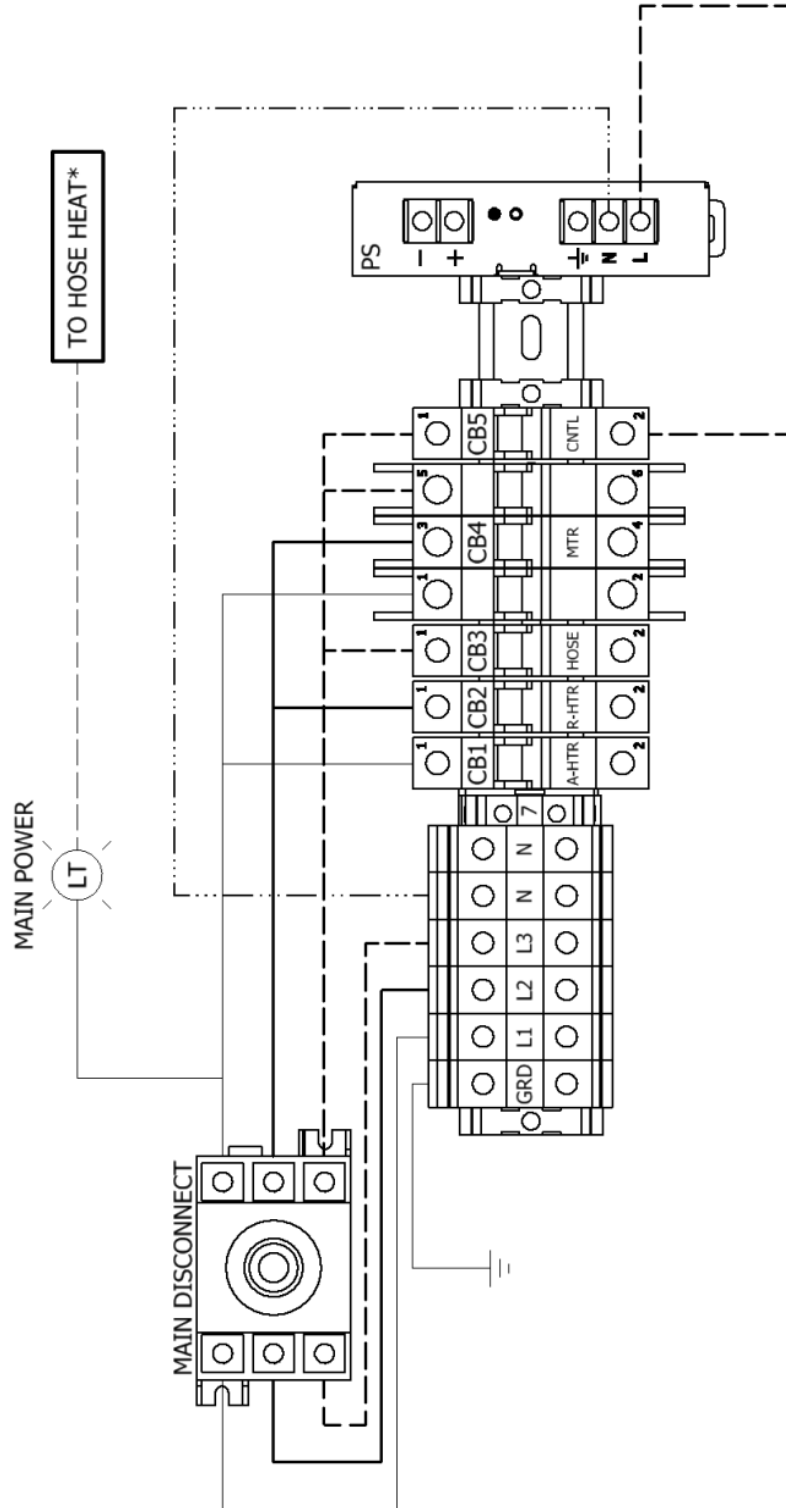 TO HOSE HEAT*
MAIN POWER
LT
MAIN DISCONNECT
PS
- +
N L
1 CB5 CNTL 2
5 6
3 CB4 MTR 4
1 2
1 CB3 HOSE 2
1 CB2 R-HTR 2
1 CB1 A-HTR 2
7
N
N
L3
L2
L1
GRD